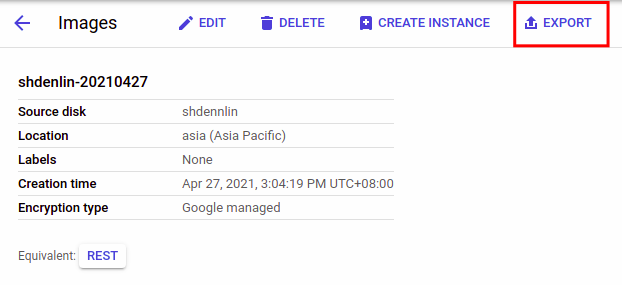 Images EDIT DELETE CREATE INSTANCE EXPORT
shdenlin-20210427
Source disk shdennlin
Location asia (Asia Pacific)
Labels None
Creation time Apr 27, 2021, 3:04:19 PM UTC+08:00
Encryption type Google managed
Equivalent: REST